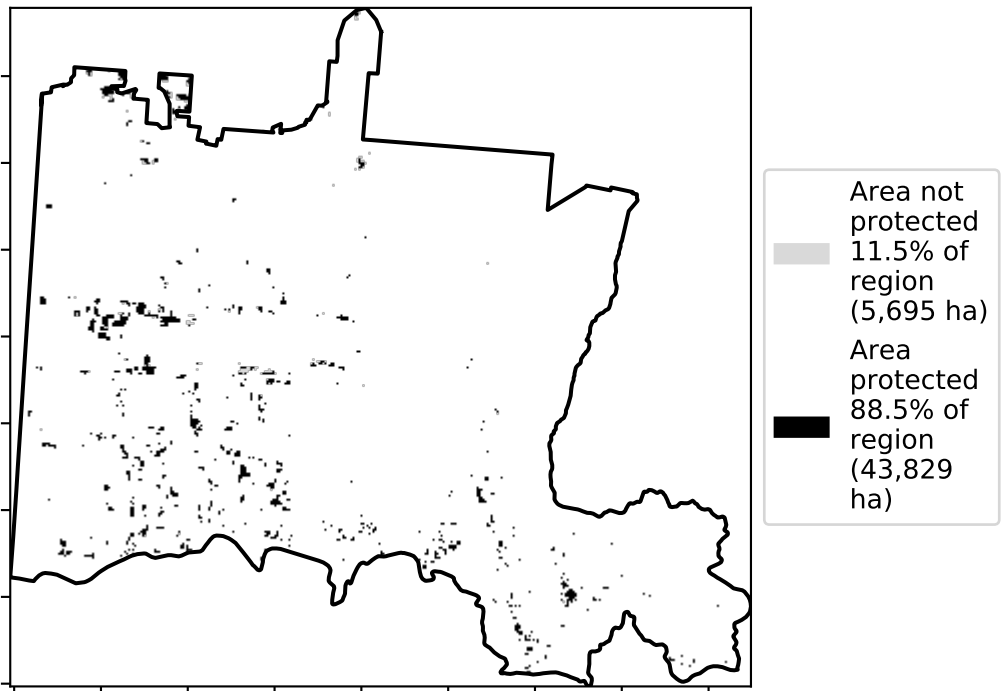 Area not
protected
11.5% of
region
(5,695 ha)
Area
protected
88.5% of
region
(43,829
ha)